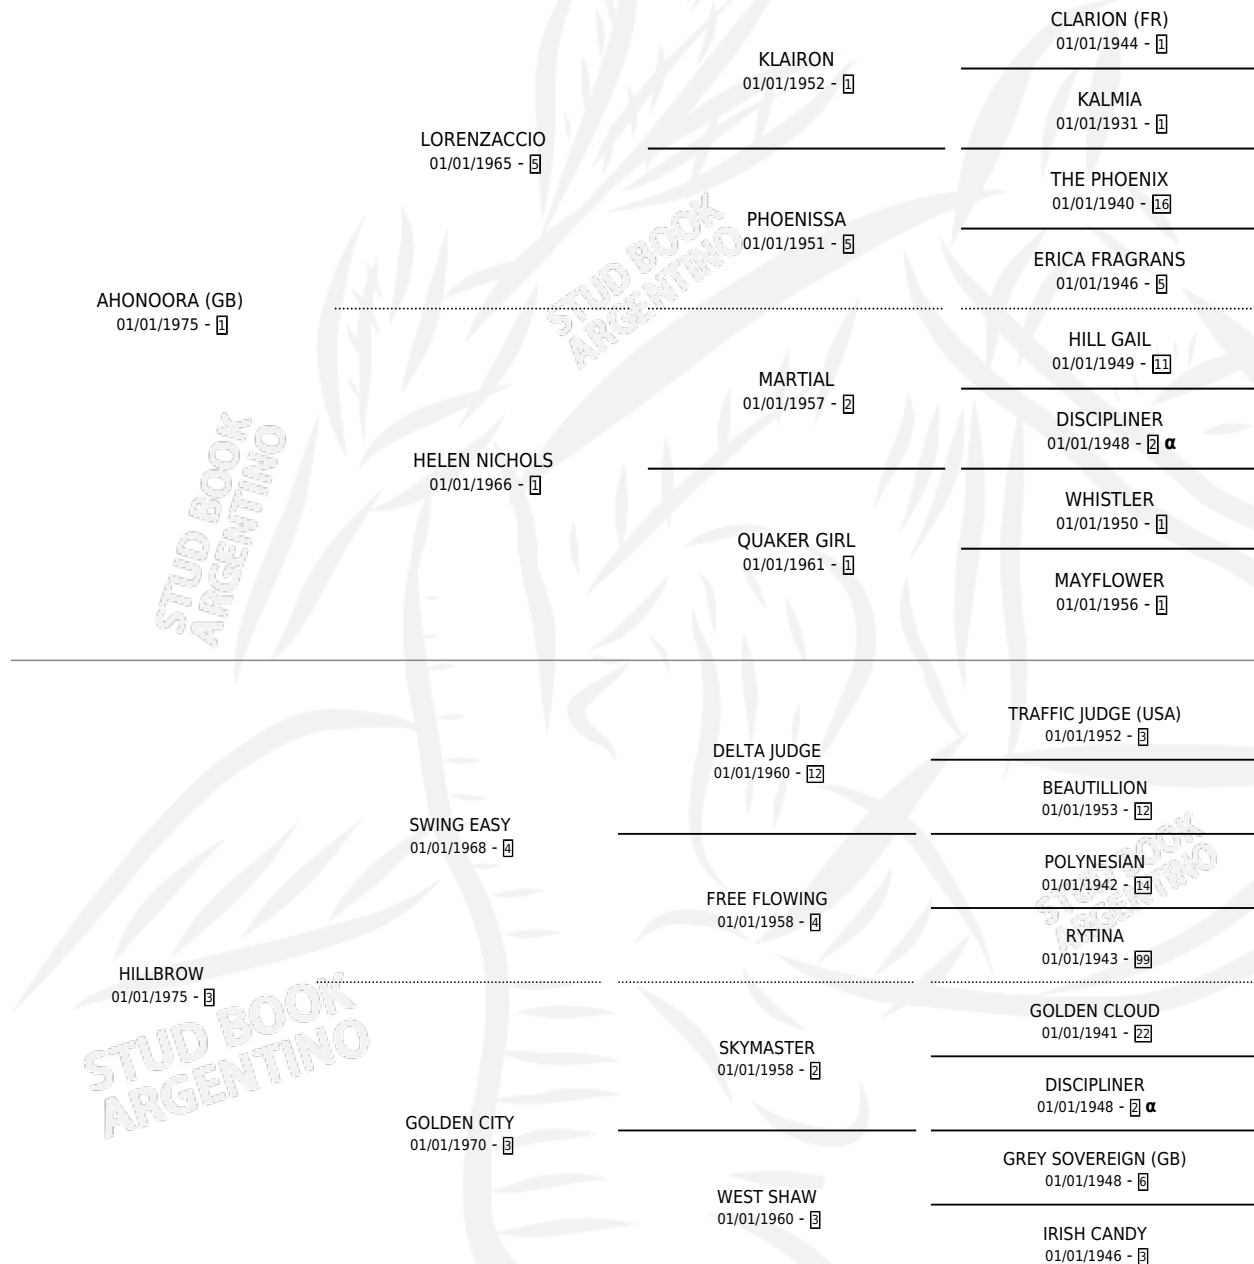 CLARION (FR)
01/01/1944 - 1
KLAIRON
01/01/1952 - 1
KALMIA
01/01/1931 - 1
LORENZACCIO
01/01/1965 - 5
THE PHOENIX
01/01/1940 - 16
PHOENISSA
01/01/1951 - 5
ERICA FRAGRANS
01/01/1946 - 5
AHONOORA (GB)
01/01/1975 - 1
HILL GAIL
01/01/1949 - 11
MARTIAL
01/01/1957 - 2
DISCIPLINER
01/01/1948 - 2 α
HELEN NICHOLS
01/01/1966 - 1
WHISTLER
01/01/1950 - 1
QUAKER GIRL
01/01/1961 - 1
MAYFLOWER
01/01/1956 - 1
TRAFFIC JUDGE (USA)
01/01/1952 - 3
DELTA JUDGE
01/01/1960 - 12
BEAUTILLION
01/01/1953 - 12
SWING EASY
01/01/1968 - 4
POLYNESIAN
01/01/1942 - 14
FREE FLOWING
01/01/1958 - 4
RYTINA
01/01/1943 - 99
HILLBROW
01/01/1975 - 3
GOLDEN CLOUD
01/01/1941 - 22
SKYMASTER
01/01/1958 - 2
DISCIPLINER
01/01/1948 - 2 α
GOLDEN CITY
01/01/1970 - 3
GREY SOVEREIGN (GB)
01/01/1948 - 6
WEST SHAW
01/01/1960 - 3
IRISH CANDY
01/01/1946 - 3
STUD BOOK
ARGENTINO
STUD BOOK
ARGENTINO
STUD BOOK
ARGENTINO
STUD BOOK
ARGENTINO